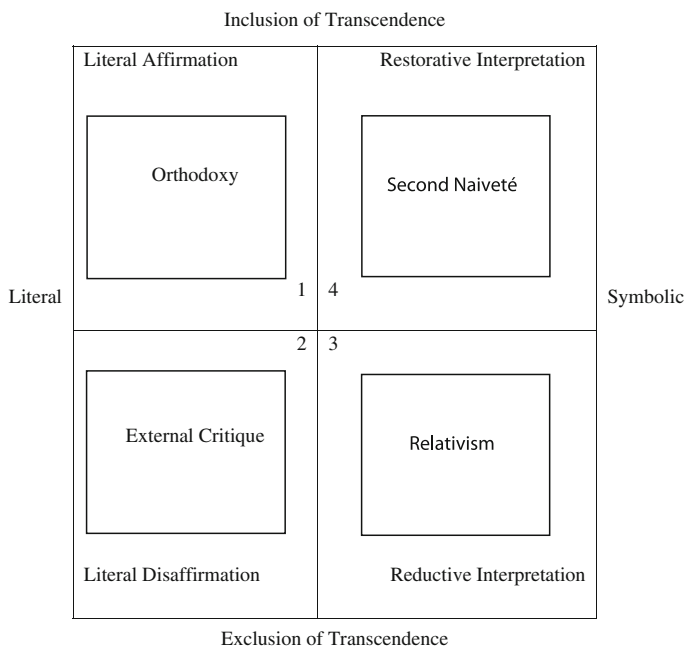 Inclusion of Transcendence
Literal Affirmation
Restorative Interpretation
Orthodoxy
Second Naiveté
Literal
1
4
Symbolic
2
3
External Critique
Relativism
Literal Disaffirmation
Reductive Interpretation
Exclusion of Transcendence